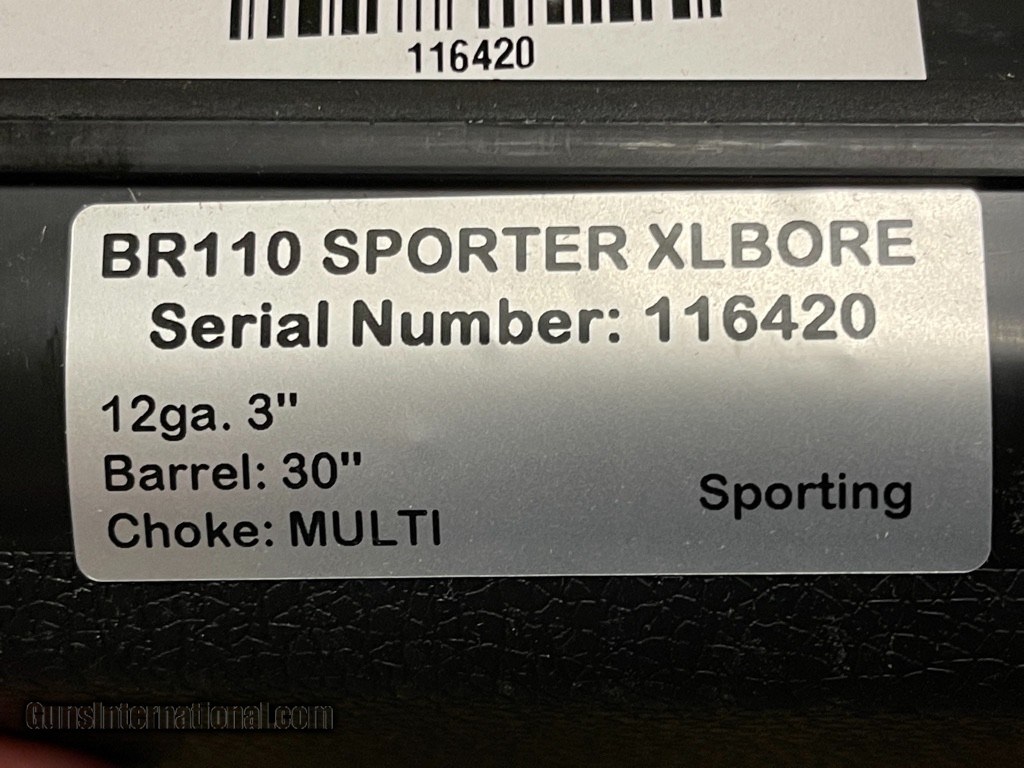 116420
BR110 SPORTER XLBORE
Serial Number: 116420
12ga. 3"
Barrel: 30"
Choke: MULTI
Sporting
GunsInternational.com